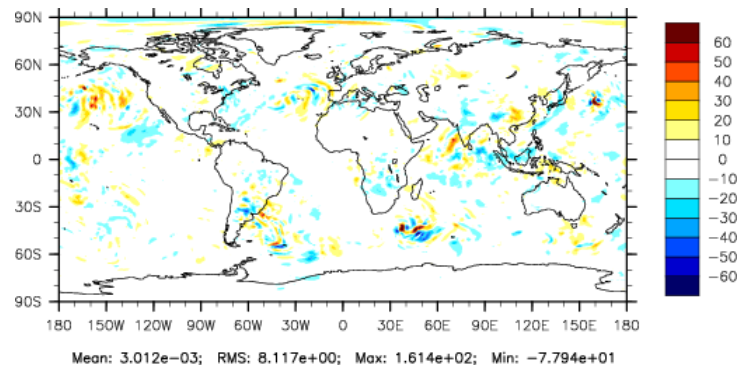 90N
60N
30N
0
30S
60S
90S
180 150W 120W 90W 60W 30W 0 30E 60E 90E 120E 150E 180
60
50
40
30
20
10
0
−10
−20
−30
−40
−50
−60
Mean: 3.012e−03; RMS: 8.117e+00; Max: 1.614e+02; Min: −7.794e+01